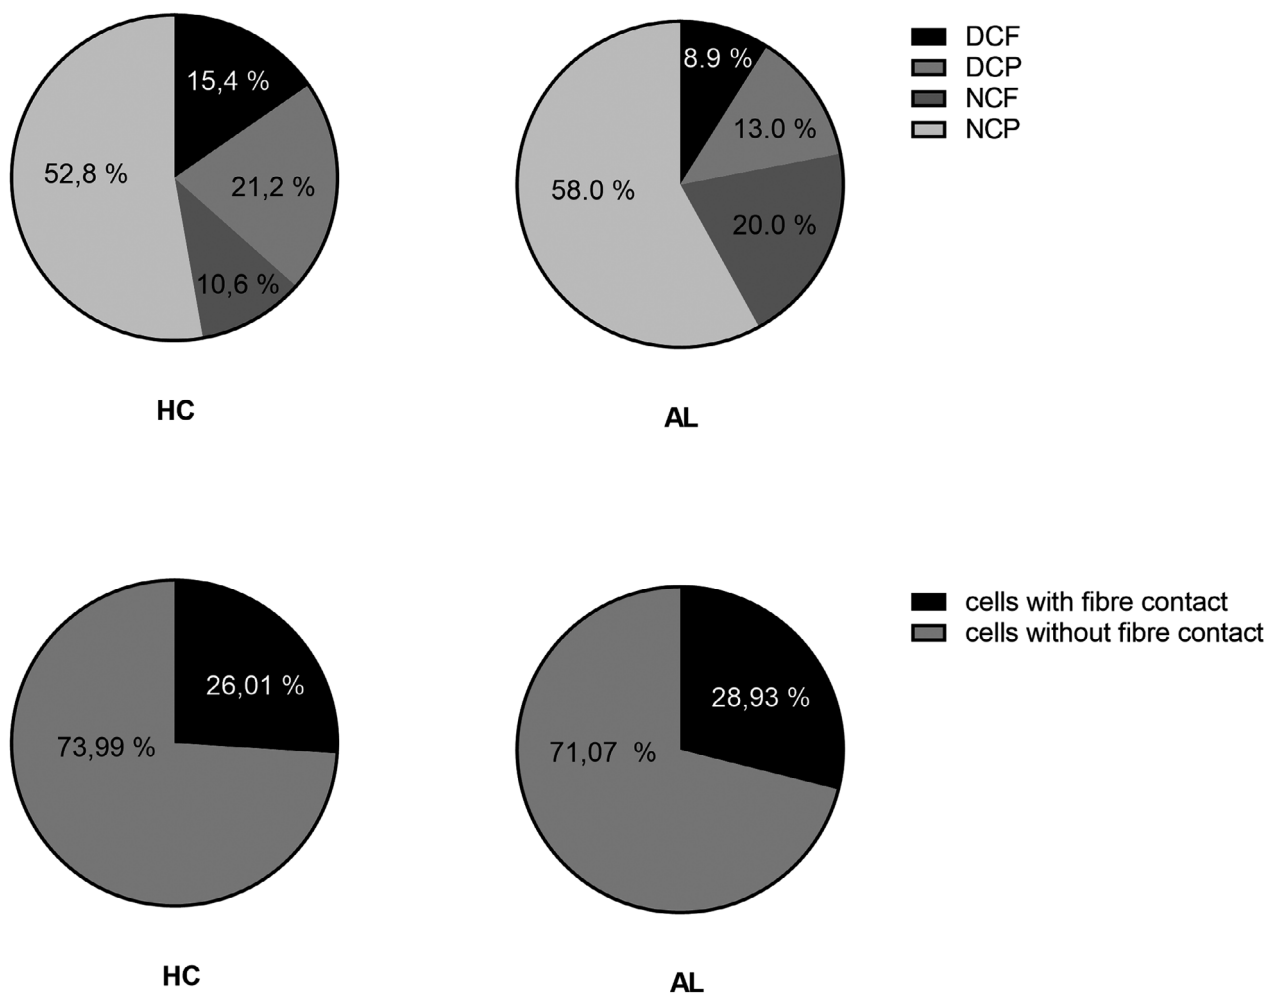 15,4 %
21,2 %
10,6 %
52,8 %
HC
8.9 %
13.0 %
20.0 %
58.0 %
AL
DCF
DCP
NCF
NCP
26,01 %
73,99 %
HC
28,93 %
71,07 %
AL
cells with fibre contact
cells without fibre contact